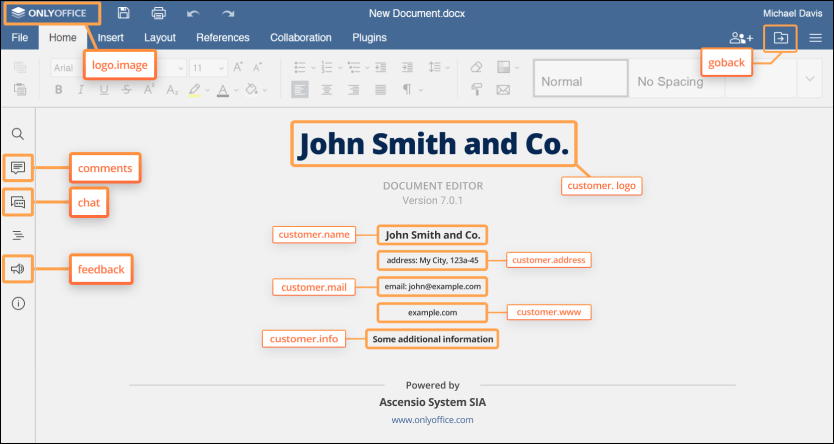 ONLYOFFICE
New Document.docx
Michael Davis
File Home Insert Layout References Collaboration Plugins
logo.image
goback
Arial
11
Normal
No Spacing
John Smith and Co.
customer. logo
comments
DOCUMENT EDITOR
Version 7.0.1
chat
customer.name
John Smith and Co.
address: My City, 123a-45
customer.address
feedback
customer.mail
email: john@example.com
example.com
customer.www
customer.info
Some additional information
Powered by
Ascensio System SIA
www.onlyoffice.com